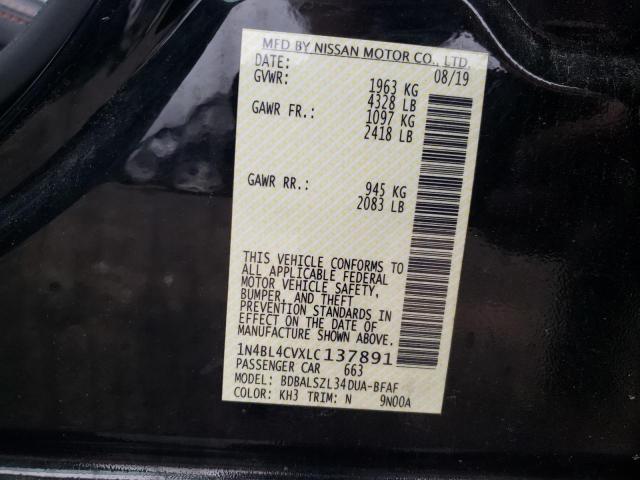 MFD BY NISSAN MOTOR CO., LTD.
DATE: 08/19
GVWR: 1963 KG
4328 LB
GAWR FR.: 1097 KG
2418 LB
GAWR RR.: 945 KG
2083 LB
THIS VEHICLE CONFORMS TO
ALL APPLICABLE FEDERAL
MOTOR VEHICLE SAFETY,
BUMPER, AND THEFT
PREVENTION STANDARDS IN
EFFECT ON THE DATE OF
MANUFACTURE SHOWN ABOVE.
1N4BL4CVXLC137891
PASSENGER CAR 663
MODEL: BDBALSZL34DUA-BFAF
COLOR: KH3 TRIM: N 9N00A